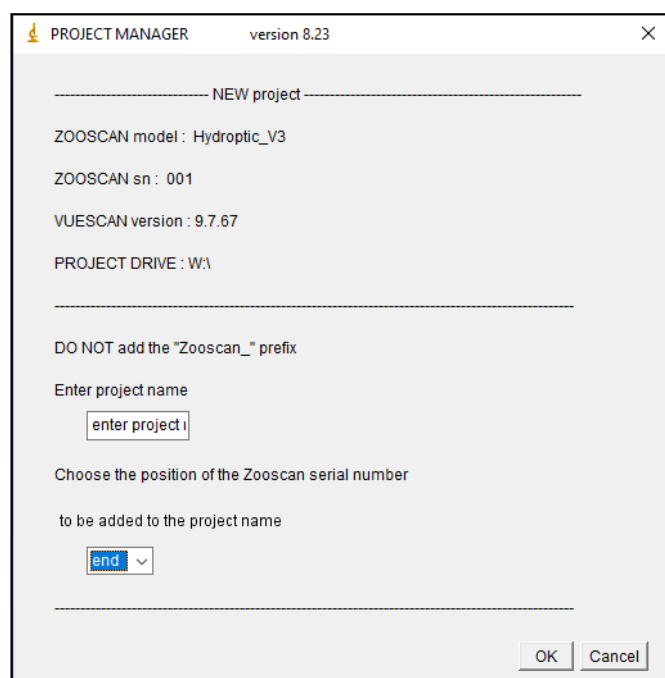 PROJECT MANAGER version 8.23
------------------------------ NEW project ------------------------------------------------------
ZOOSCAN model : Hydroptic_V3
ZOOSCAN sn : 001
VUESCAN version : 9.7.67
PROJECT DRIVE : W:\
DO NOT add the "Zooscan_" prefix
Enter project name
enter project
Choose the position of the Zooscan serial number
to be added to the project name
end
OK Cancel